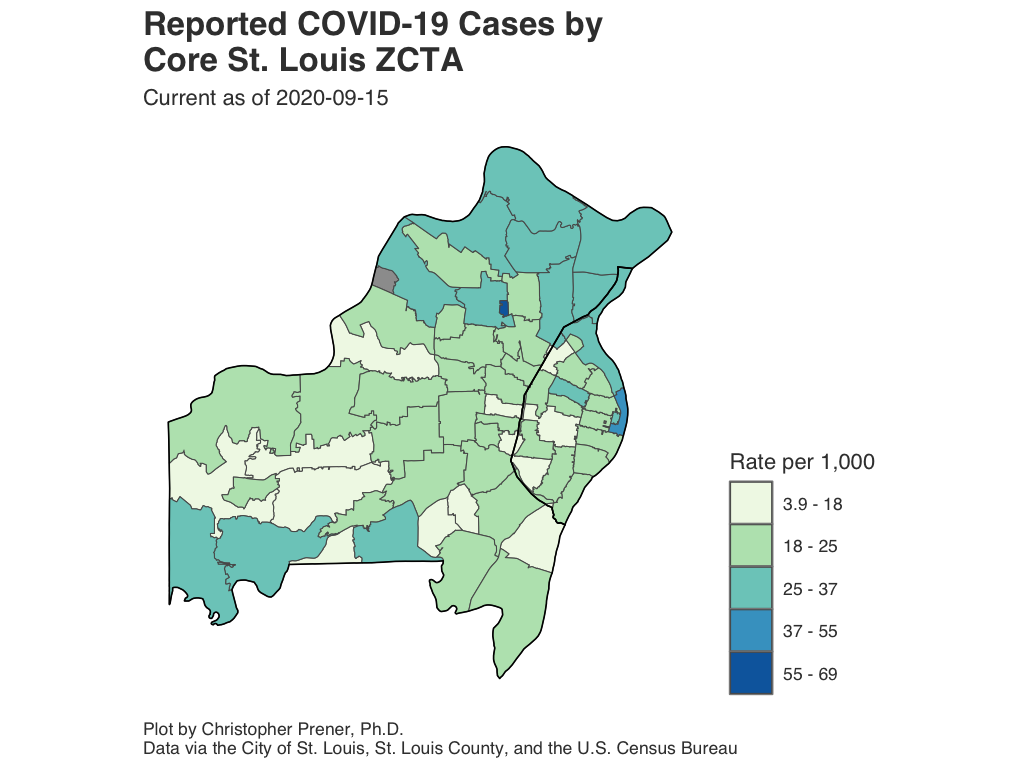 Reported COVID-19 Cases by
Core St. Louis ZCTA
Current as of 2020-09-15
Rate per 1,000
3.9 - 18
18 - 25
25 - 37
37 - 55
55 - 69
Plot by Christopher Prener, Ph.D.
Data via the City of St. Louis, St. Louis County, and the U.S. Census Bureau